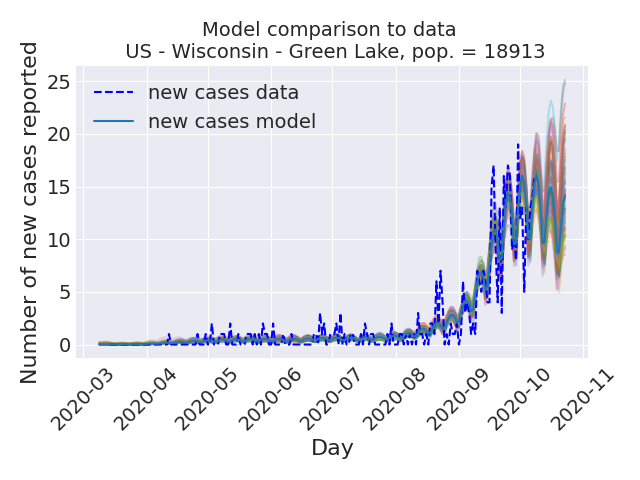 Model comparison to data
US - Wisconsin - Green Lake, pop. = 18913
Number of new cases reported
25
20
15
10
5
0
new cases data
new cases model
2020-03
2020-04
2020-05
2020-06
2020-07
2020-08
2020-09
2020-10
2020-11
Day